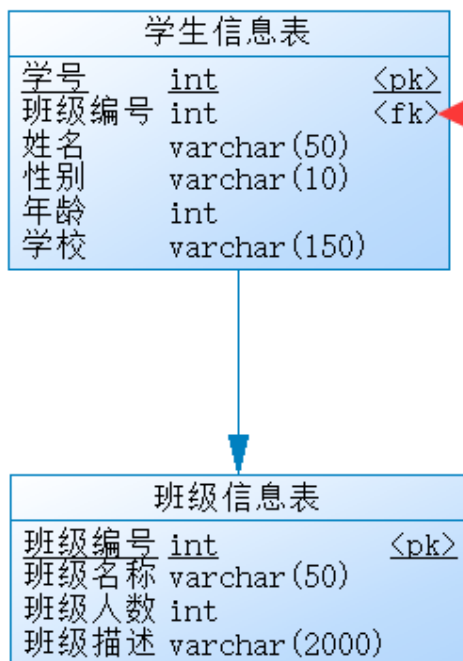 学生信息表
学号 int <pk>
班级编号 int <fk>
姓名 varchar(50)
性别 varchar(10)
年龄 int
学校 varchar(150)
班级信息表
班级编号 int <pk>
班级名称 varchar(50)
班级人数 int
班级描述 varchar(2000)